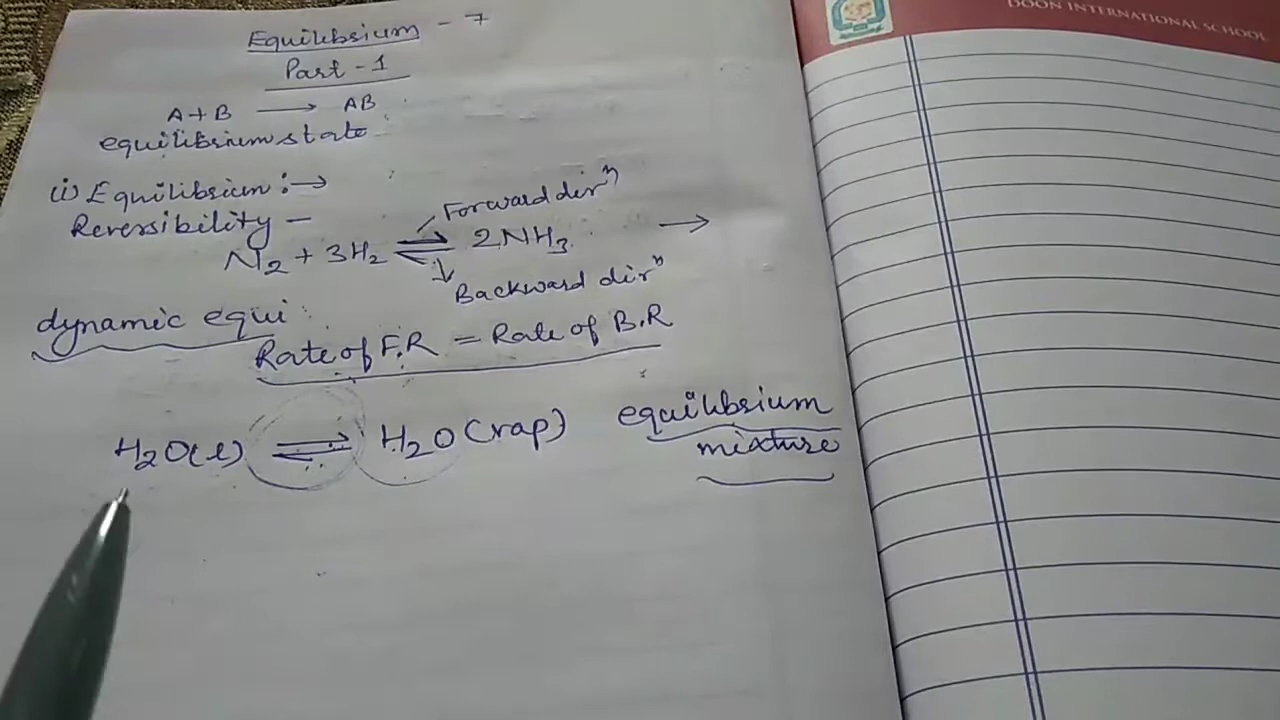 Equilibrium - 7
Part - 1
A + B ⟶ AB
equilibrium state
(i) Equilibrium :→
Reversibility -
Forward dirⁿ
N₂ + 3H₂ ⇌ 2NH₃ ⟶
Backward dirⁿ
dynamic equi
Rate of F.R = Rate of B.R
H₂O(l) ⇌ H₂O(vap) equilibrium
mixture
DOON INTERNATIONAL SCHOOL